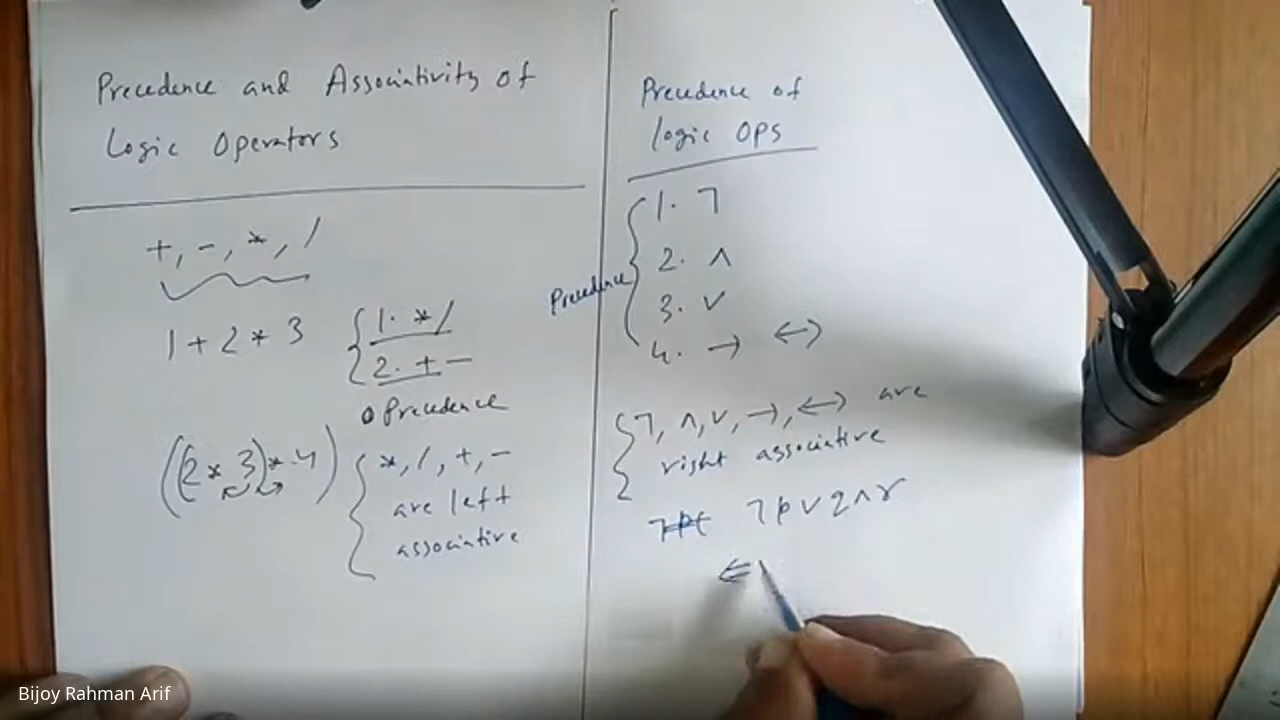 Precedence and Associativity of
Logic Operators
+, -, *, /
1 + 2 * 3
1. * /
2. + -
Precedence
((2 * 3) * 4)
*, /, +, -
are left
associative
Precedence of
logic OPS
Precedence
1. ¬
2. ∧
3. ∨
4. → ↔
¬, ∧, ∨, →, ↔ are
right associative
¬p ∨ q ∧ r
Bijoy Rahman Arif